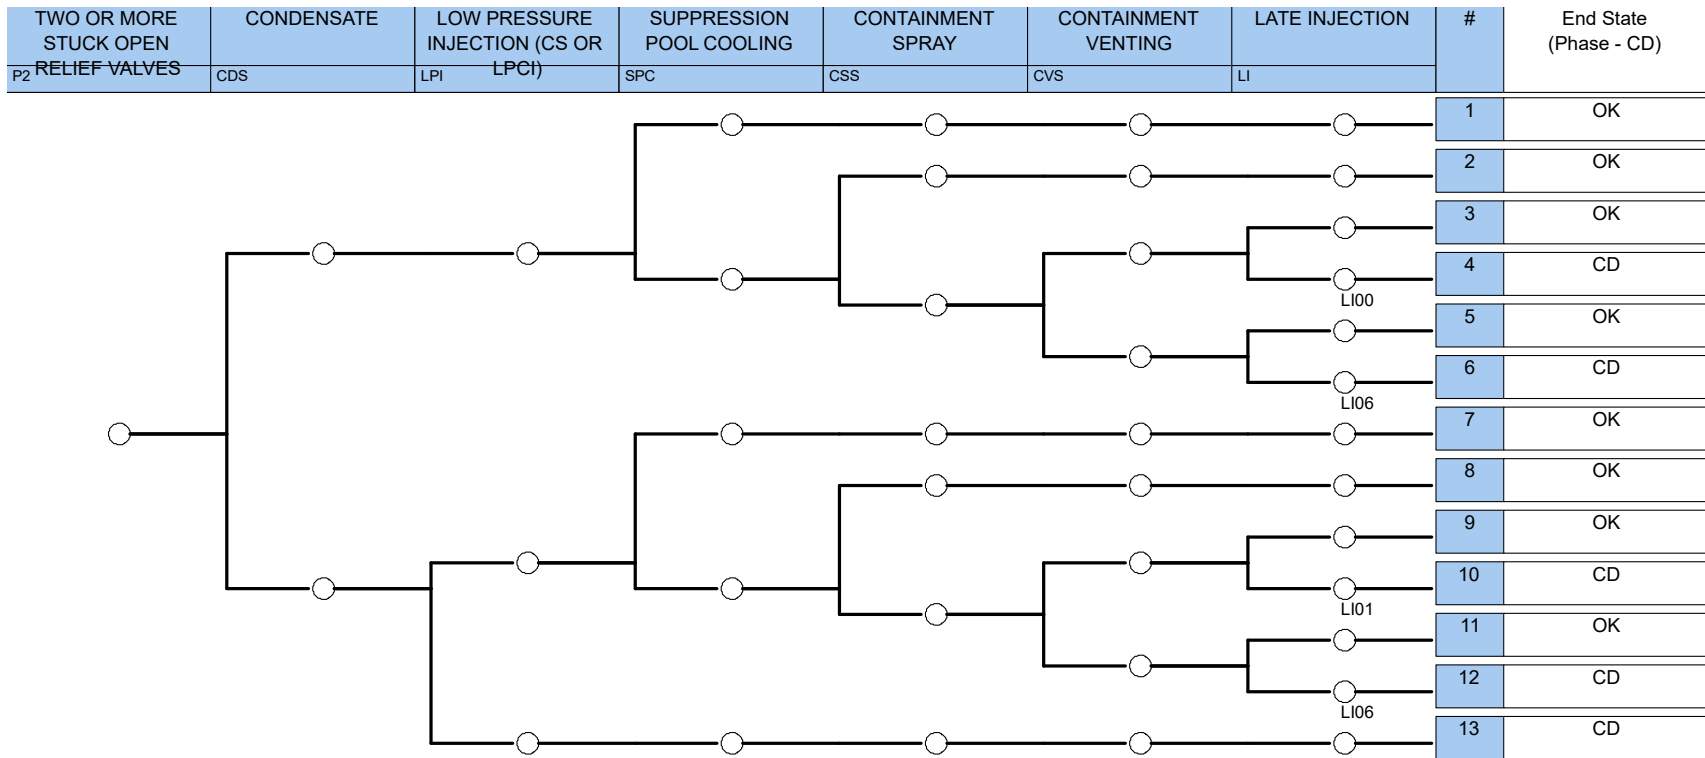 TWO OR MORE
STUCK OPEN
RELIEF VALVES
P2
CONDENSATE
CDS
LOW PRESSURE
INJECTION (CS OR
LPCI)
LPI
SUPPRESSION
POOL COOLING
SPC
CONTAINMENT
SPRAY
CSS
CONTAINMENT
VENTING
CVS
LATE INJECTION
LI
#
End State
(Phase - CD)
1 OK
2 OK
3 OK
4 CD
LI00
5 OK
6 CD
LI06
7 OK
8 OK
9 OK
10 CD
LI01
11 OK
12 CD
LI06
13 CD